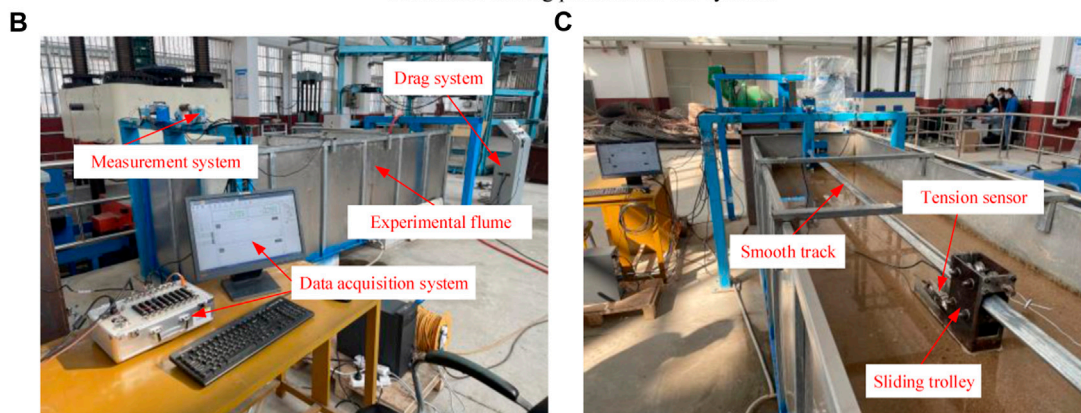 B
C
Drag system
Measurement system
Experimental flume
Data acquisition system
Tension sensor
Smooth track
Sliding trolley